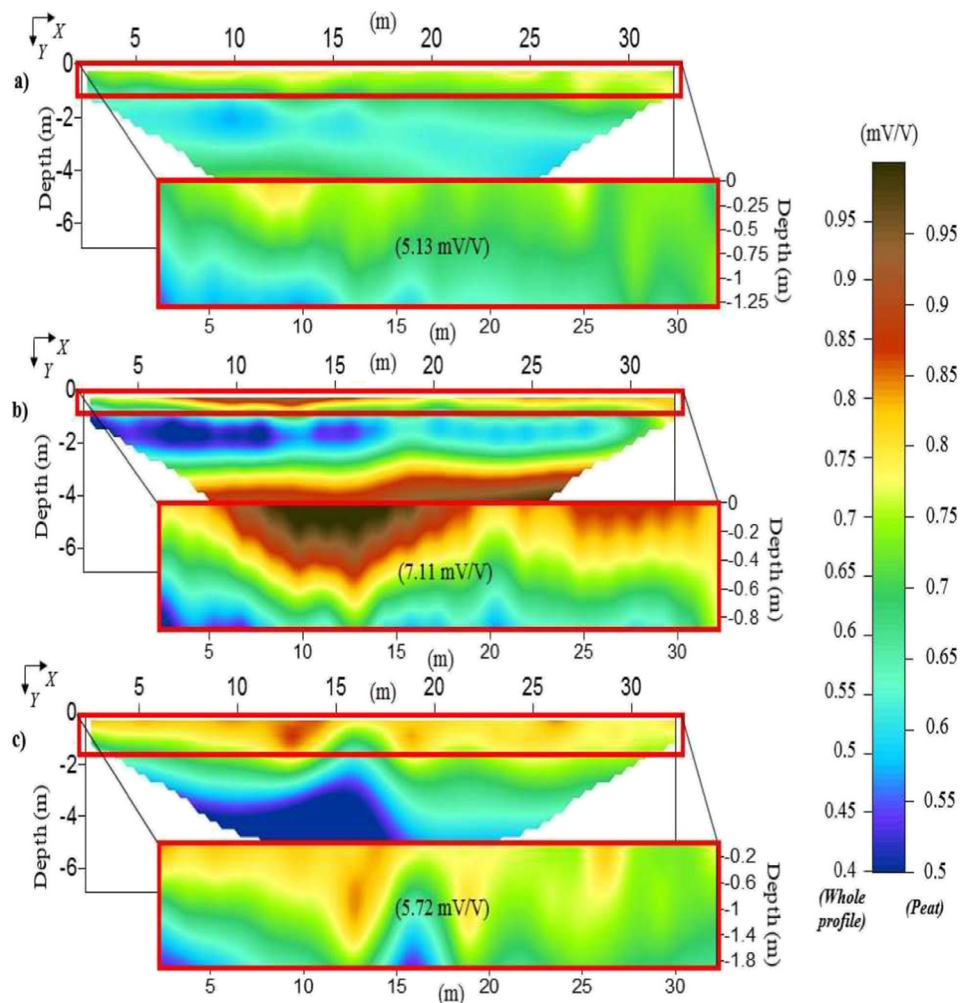 X
Y
(m)
5 10 15 20 25 30
a)
0
-2
-4
-6
Depth (m)
0
-0.25
-0.5
-0.75
-1
-1.25
Depth (m)
(5.13 mV/V)
5 10 15 20 25 30
(m)
X
Y
(m)
5 10 15 20 25 30
b)
0
-2
-4
-6
Depth (m)
0
-0.2
-0.4
-0.6
-0.8
Depth (m)
(7.11 mV/V)
5 10 15 20 25 30
(m)
X
Y
(m)
5 10 15 20 25 30
c)
0
-2
-4
-6
Depth (m)
-0.2
-0.6
-1
-1.4
-1.8
Depth (m)
(5.72 mV/V)
5 10 15 20 25 30
(m)
(mV/V)
0.95 0.95
0.9 0.9
0.85 0.85
0.8 0.8
0.75 0.75
0.7 0.7
0.65 0.65
0.6 0.6
0.55 0.55
0.5
0.45
0.4 0.5
(Whole
profile)
(Peat)